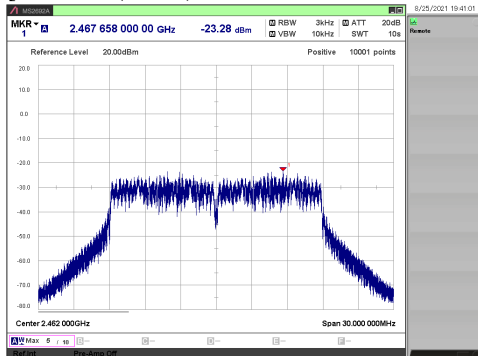 MS2692A
8/25/2021 19:41:01
MKR 1 A 2.467 658 000 00 GHz -23.28 dBm
M RBW 3kHz M ATT 20dB
M VBW 10kHz SWT 10s
Remote
Reference Level 20.00dBm Positive 10001 points
20.0
10.0
0.0
-10.0
-20.0
-30.0
-40.0
-50.0
-60.0
-70.0
-80.0
Center 2.462 000GHz Span 30.000 000MHz
A W Max 5 / 10 B-- C-- D-- E-- F--
Ref.Int Pre-Amp Off